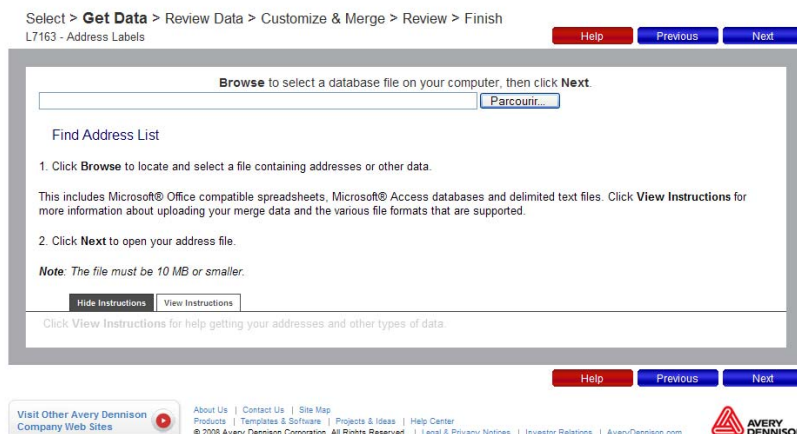 Select > Get Data > Review Data > Customize & Merge > Review > Finish
L7163 - Address Labels
Help Previous Next
Browse to select a database file on your computer, then click Next.
Parcourir...
Find Address List
1. Click Browse to locate and select a file containing addresses or other data.
This includes Microsoft® Office compatible spreadsheets, Microsoft® Access databases and delimited text files. Click View Instructions for
more information about uploading your merge data and the various file formats that are supported.
2. Click Next to open your address file.
Note: The file must be 10 MB or smaller.
Hide Instructions View Instructions
Click View Instructions for help getting your addresses and other types of data.
Help Previous Next
Visit Other Avery Dennison
Company Web Sites
About Us | Contact Us | Site Map
Products | Templates & Software | Projects & Ideas | Help Center
© 2008 Avery Dennison Corporation. All Rights Reserved. | Legal & Privacy Notices | Investor Relations | AveryDennison.com
AVERY
DENNISON